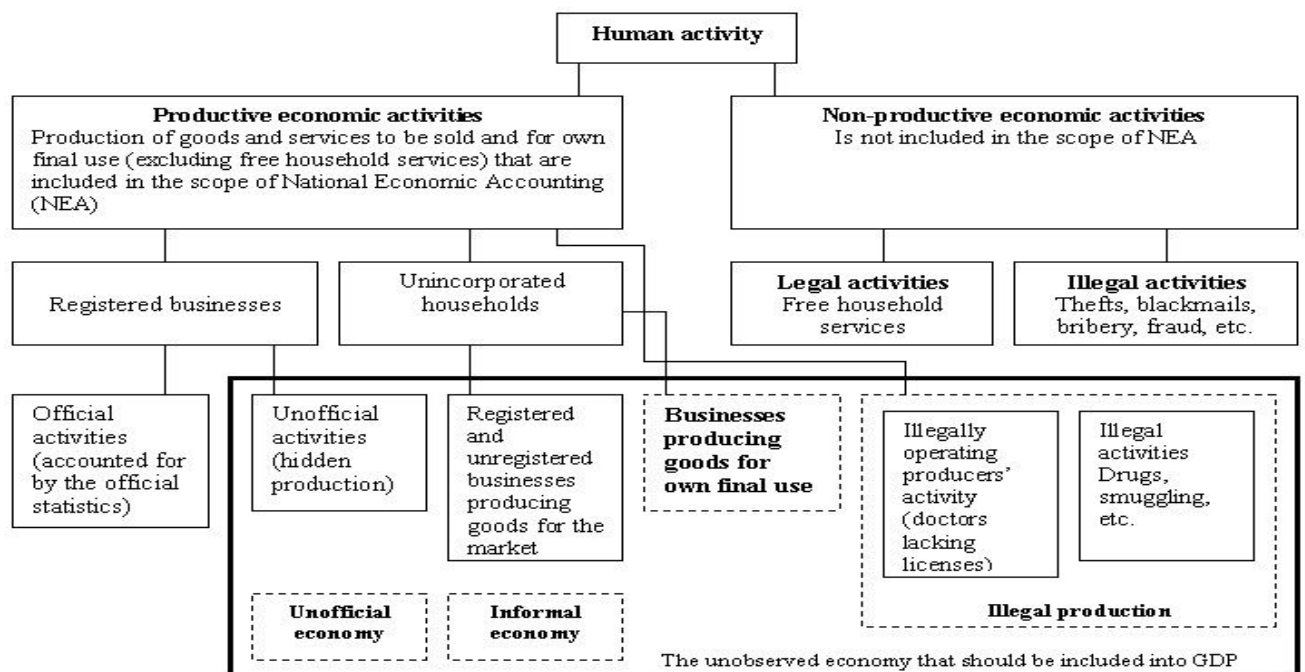 Human activity
Productive economic activities
Production of goods and services to be sold and for own
final use (excluding free household services) that are
included in the scope of National Economic Accounting
(NEA)
Non-productive economic activities
Is not included in the scope of NEA
Registered businesses
Unincorporated
households
Legal activities
Free household
services
Illegal activities
Thefts, blackmails,
bribery, fraud, etc.
Official
activities
(accounted for
by the official
statistics)
Unofficial
activities
(hidden
production)
Registered
and
unregistered
businesses
producing
goods for the
market
Businesses
producing
goods for
own final use
Illegally
operating
producers’
activity
(doctors
lacking
licenses)
Illegal
activities
Drugs,
smuggling,
etc.
Illegal production
Unofficial
economy
Informal
economy
The unobserved economy that should be included into GDP